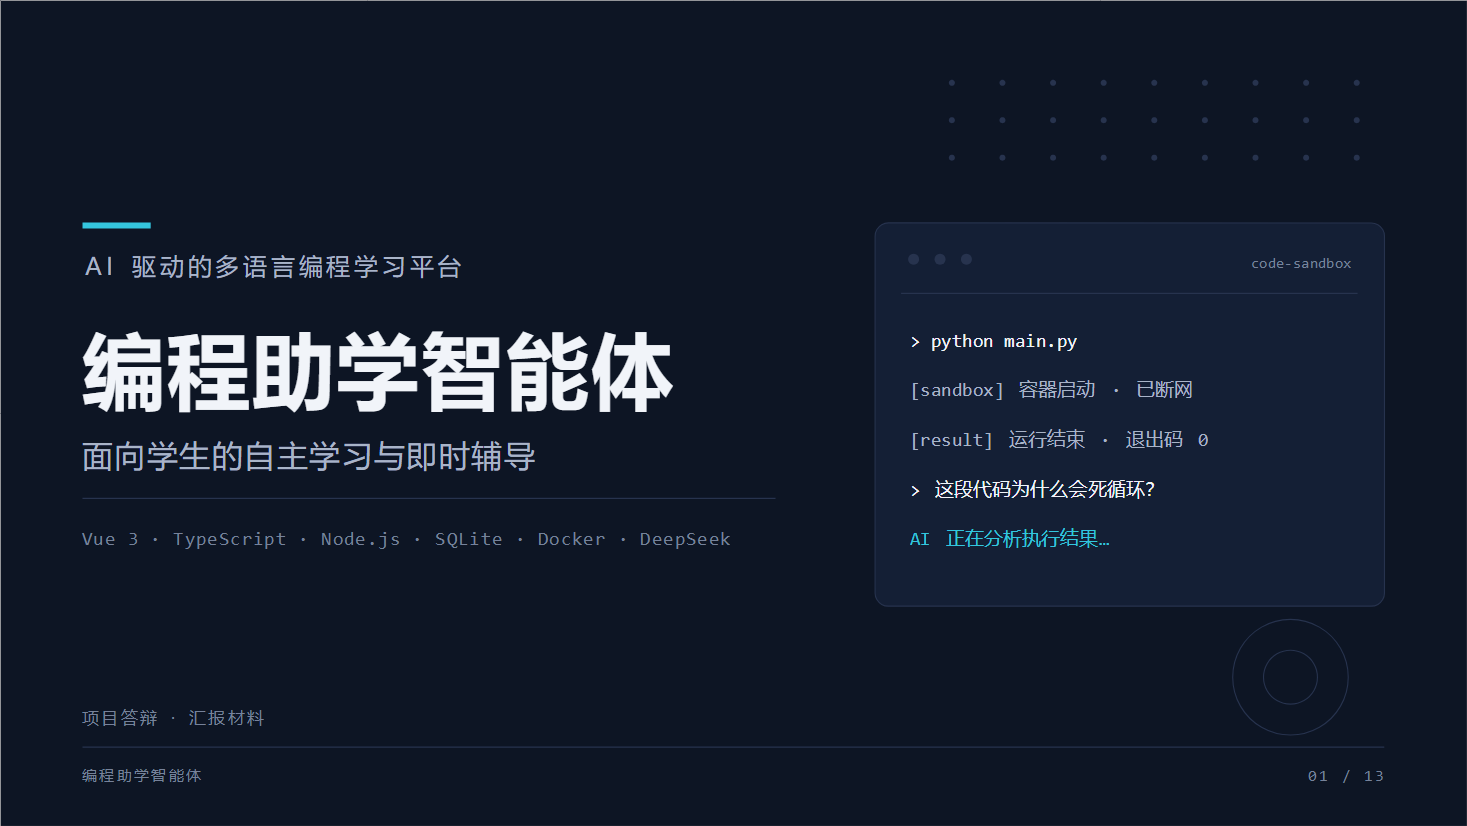 AI 驱动的多语言编程学习平台
编程助学智能体
面向学生的自主学习与即时辅导
Vue 3 · TypeScript · Node.js · SQLite · Docker · DeepSeek
code-sandbox
> python main.py
[sandbox] 容器启动 · 已断网
[result] 运行结束 · 退出码 0
> 这段代码为什么会死循环?
AI 正在分析执行结果…
项目答辩 · 汇报材料
编程助学智能体
01 / 13